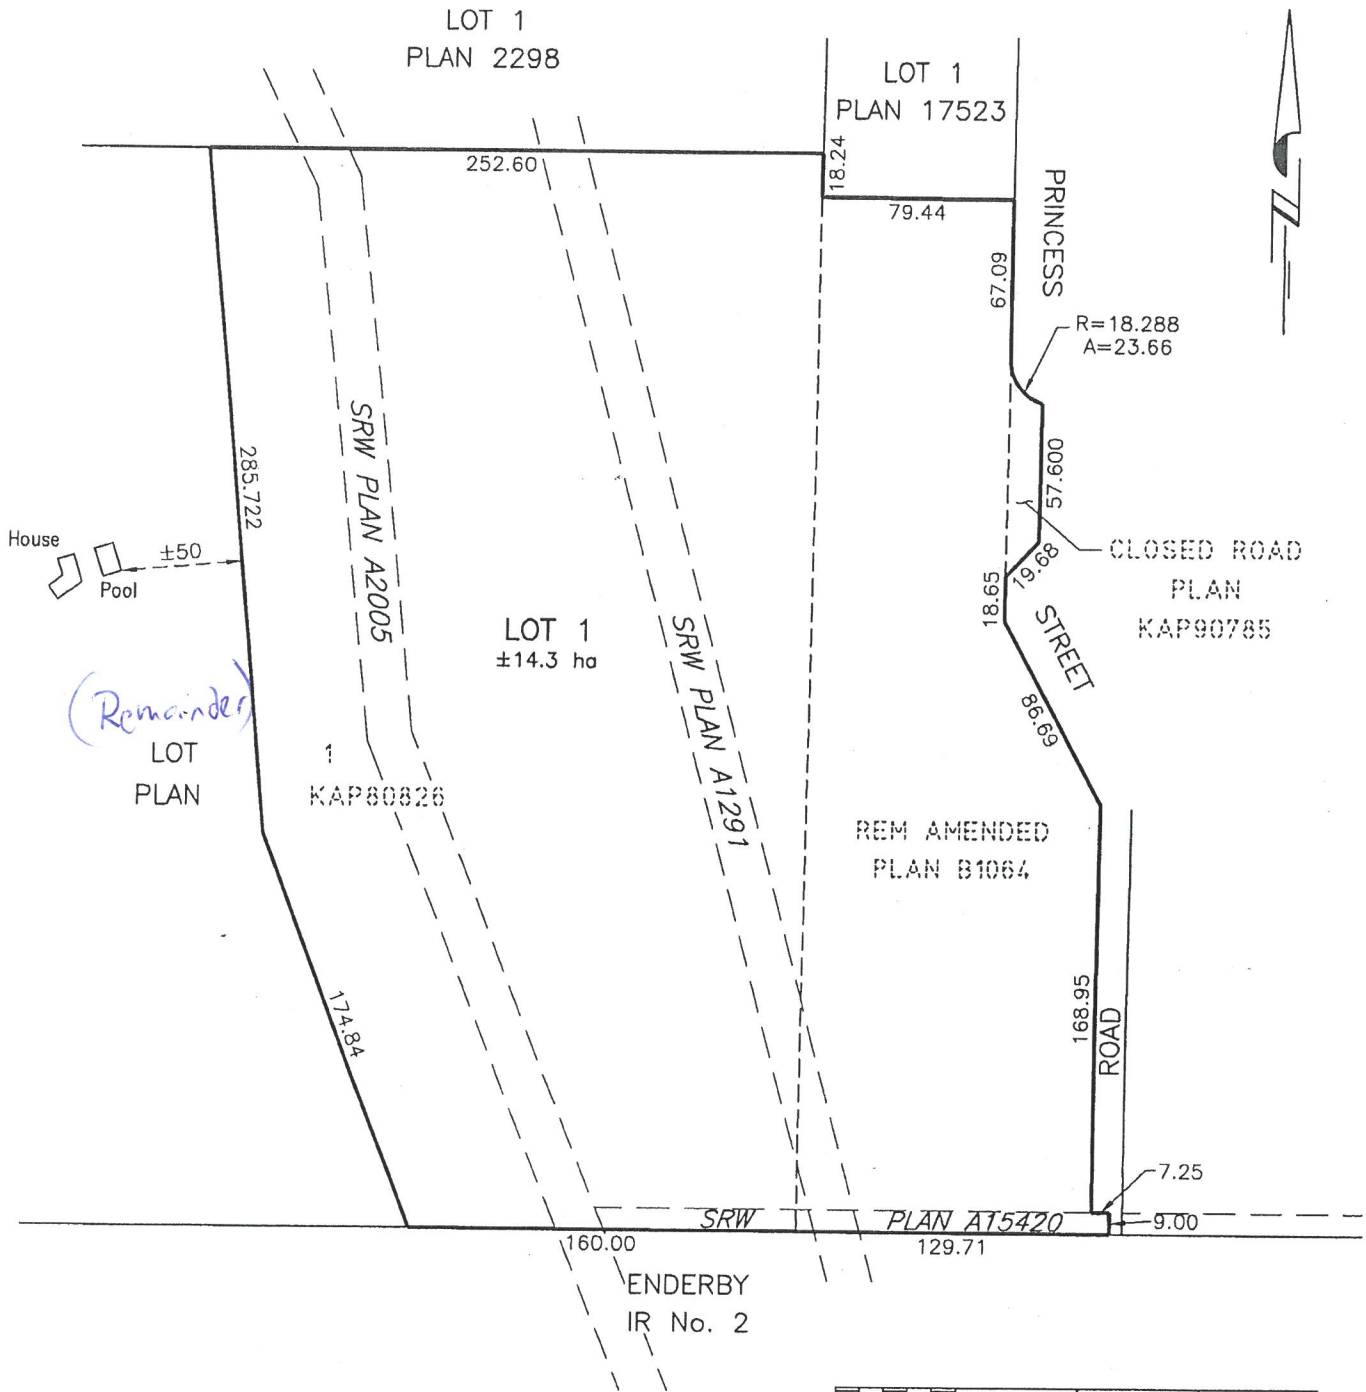 LOT 1
PLAN 2298
LOT 1
PLAN 17523
252.60
18.24
79.44
PRINCESS
67.09
R=18.288
A=23.66
SRW PLAN A2005
285.722
57.600
House
±50
Pool
CLOSED ROAD
PLAN
KAP90785
19.68
18.65
STREET
LOT 1
±14.3 ha
SRW PLAN A1291
(Remainder)
LOT 1
PLAN KAP80826
86.69
REM AMENDED
PLAN B1064
174.84
168.95
ROAD
7.25
SRW PLAN A15420
9.00
160.00
129.71
ENDERBY
IR No. 2